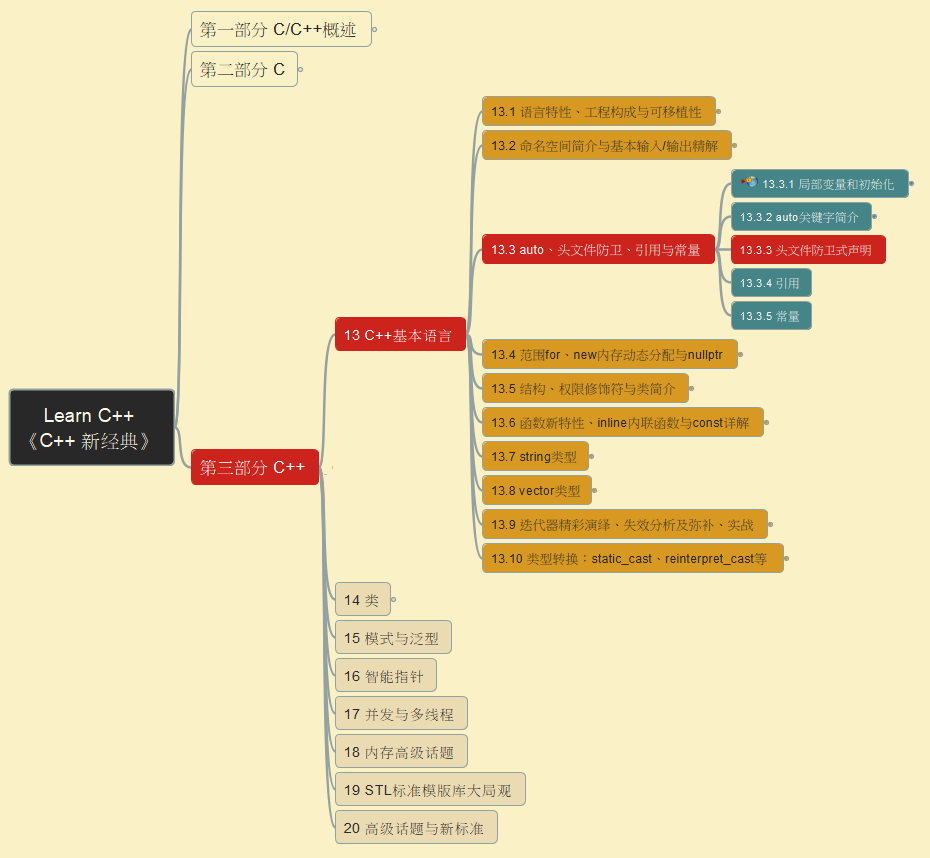 Learn C++
《C++ 新经典》
第一部分 C/C++概述
第二部分 C
第三部分 C++
13 C++基本语言
13.1 语言特性、工程构成与可移植性
13.2 命名空间简介与基本输入/输出精解
13.3 auto、头文件防卫、引用与常量
13.3.1 局部变量和初始化
13.3.2 auto关键字简介
13.3.3 头文件防卫式声明
13.3.4 引用
13.3.5 常量
13.4 范围for、new内存动态分配与nullptr
13.5 结构、权限修饰符与类简介
13.6 函数新特性、inline内联函数与const详解
13.7 string类型
13.8 vector类型
13.9 迭代器精彩演绎、失效分析及弥补、实战
13.10 类型转换：static_cast、reinterpret_cast等
14 类
15 模式与泛型
16 智能指针
17 并发与多线程
18 内存高级话题
19 STL标准模版库大局观
20 高级话题与新标准